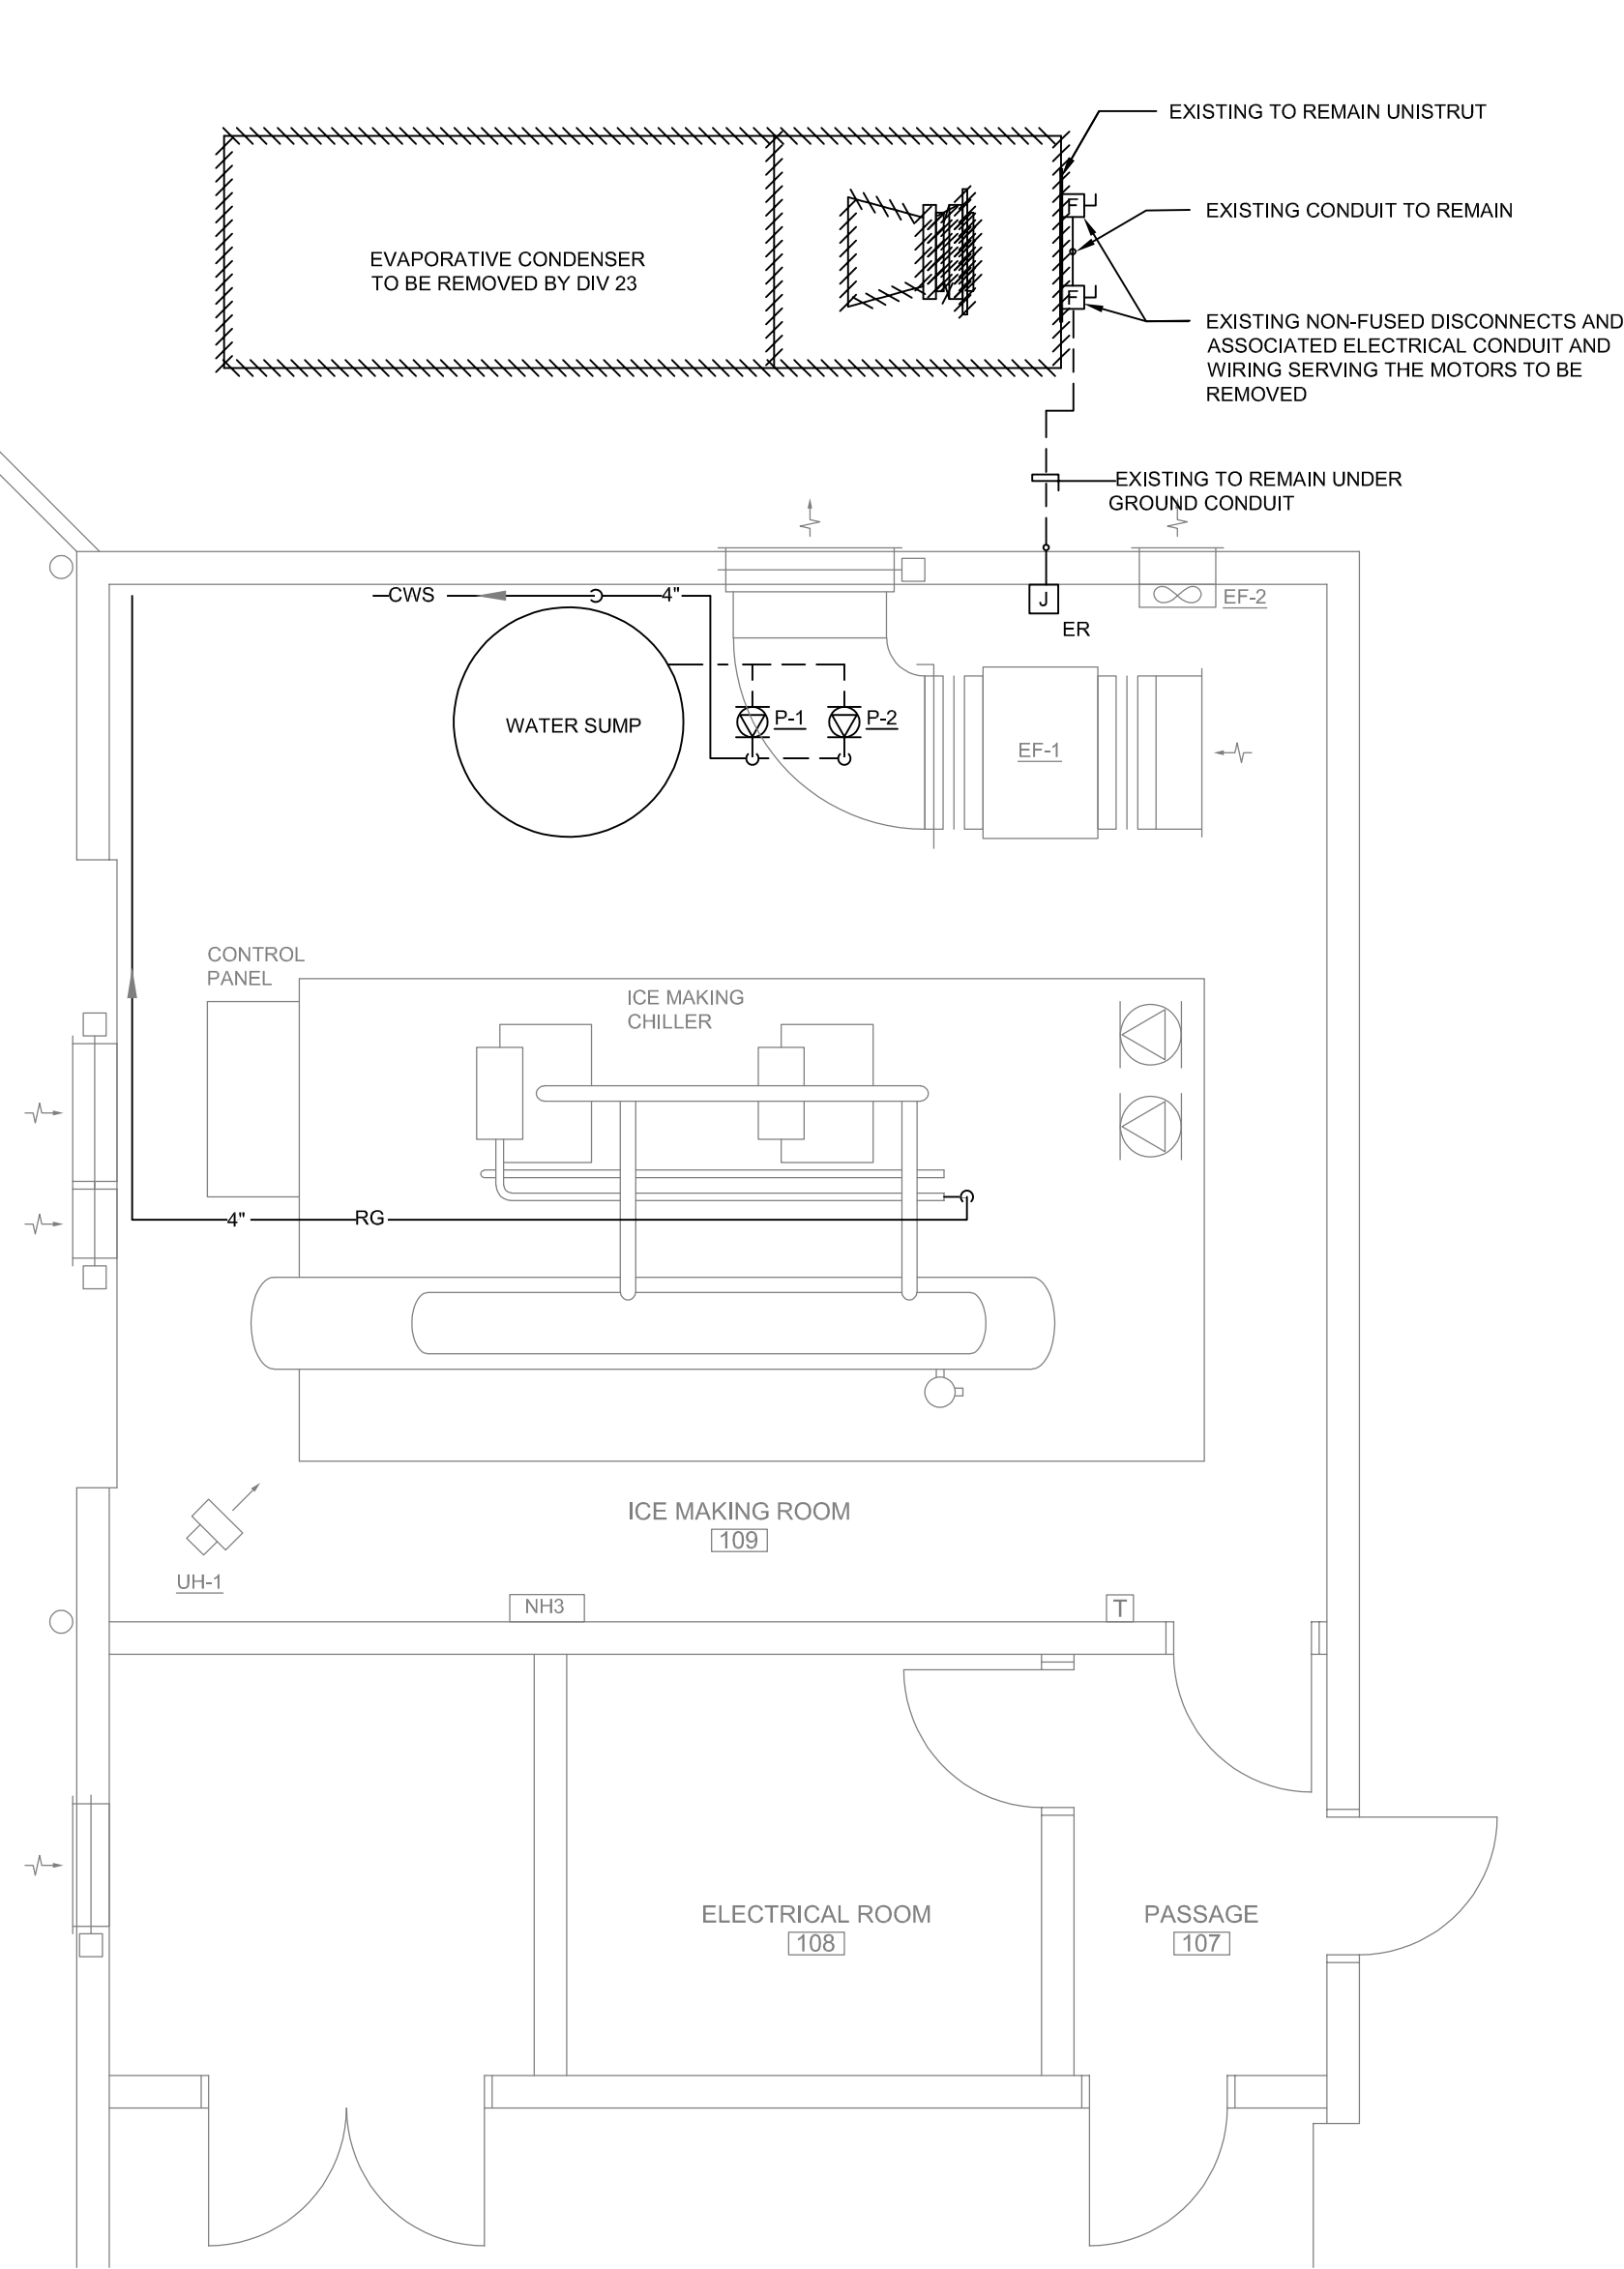 EXISTING TO REMAIN UNISTRUT
EXISTING CONDUIT TO REMAIN
EVAPORATIVE CONDENSER
TO BE REMOVED BY DIV 23
F
F
EXISTING NON-FUSED DISCONNECTS AND
ASSOCIATED ELECTRICAL CONDUIT AND
WIRING SERVING THE MOTORS TO BE
REMOVED
EXISTING TO REMAIN UNDER
GROUND CONDUIT
CWS
4"
J
EF-2
ER
WATER SUMP
P-1
P-2
EF-1
CONTROL
PANEL
ICE MAKING
CHILLER
4"
RG
ICE MAKING ROOM
109
UH-1
NH3
T
ELECTRICAL ROOM
108
PASSAGE
107